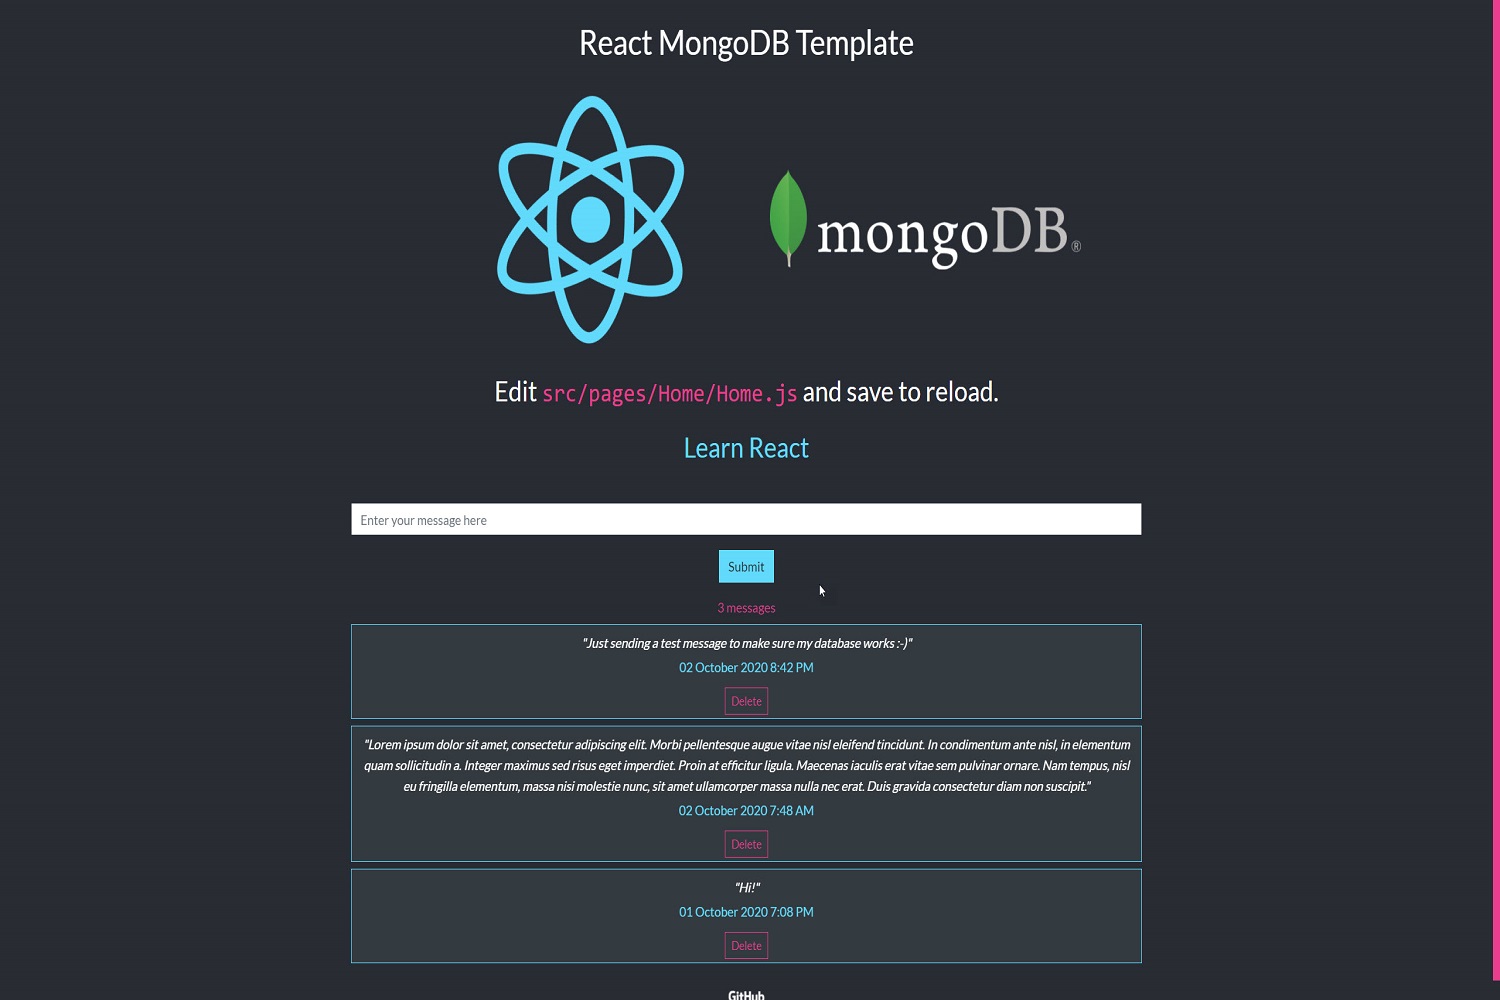 React MongoDB Template
mongoDB®
Edit src/pages/Home/Home.js and save to reload.
Learn React
Enter your message here
Submit
3 messages
"Just sending a test message to make sure my database works :-)"
02 October 2020 8:42 PM
Delete
"Lorem ipsum dolor sit amet, consectetur adipiscing elit. Morbi pellentesque augue vitae nisl eleifend tincidunt. In condimentum ante nisl, in elementum
quam sollicitudin a. Integer maximus sed risus eget imperdiet. Proin at efficitur ligula. Maecenas iaculis erat vitae sem pulvinar ornare. Nam tempus, nisl
eu fringilla elementum, massa nisi molestie nunc, sit amet ullamcorper massa nulla nec erat. Duis gravida consectetur diam non suscipit."
02 October 2020 7:48 AM
Delete
"Hi!"
01 October 2020 7:08 PM
Delete
GitHub